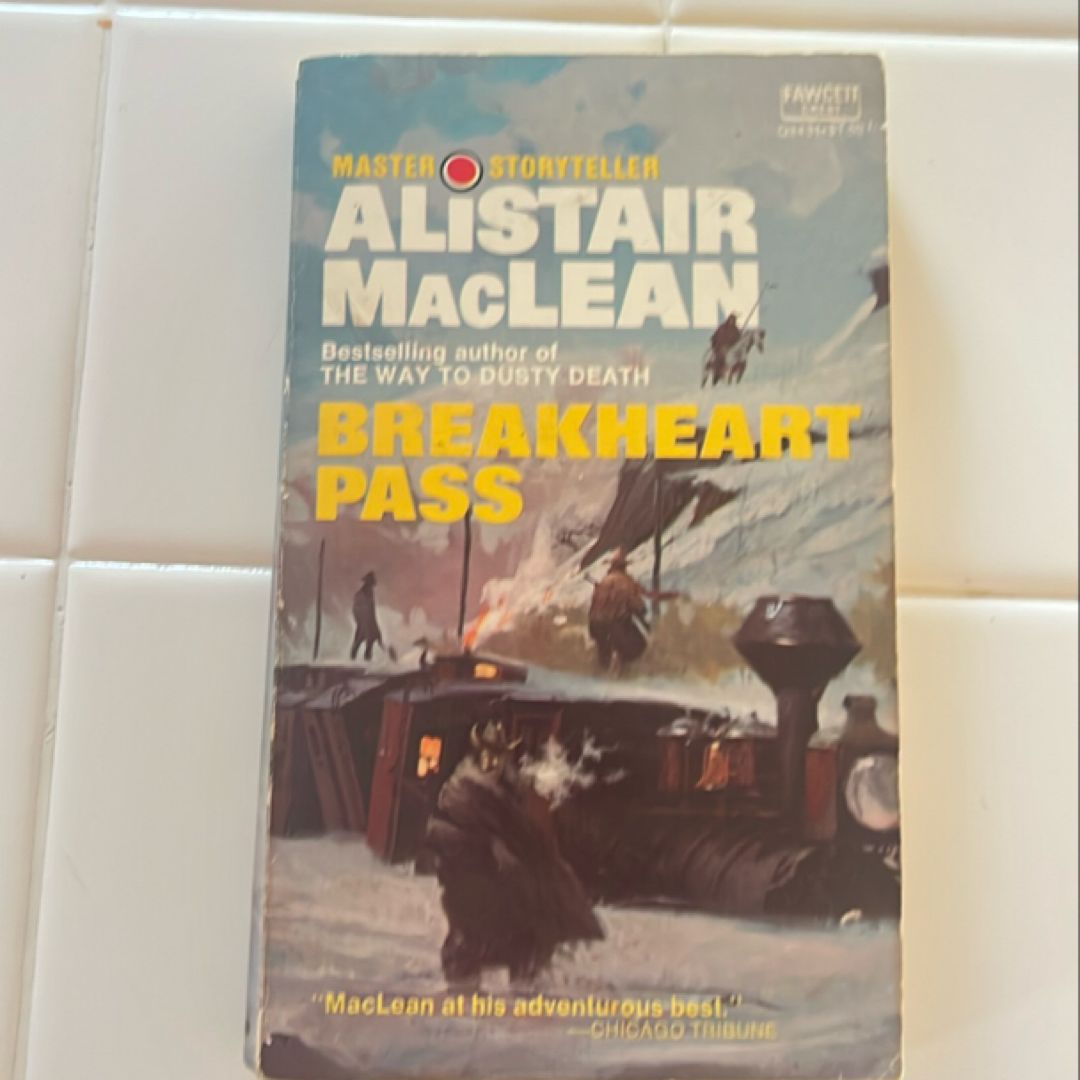 FAWCETT
CREST
MASTER STORYTELLER
ALiSTAIR
MACLEAN
Bestselling author of
THE WAY TO DUSTY DEATH
BREAKHEART
PASS
"MacLean at his adventurous best."
—CHICAGO TRIBUNE